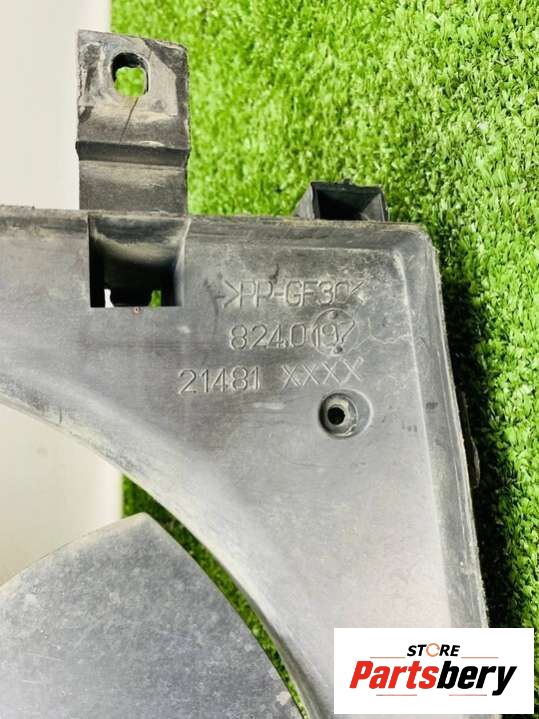 >PP-GF30<
8240197
21481 XXXX
STORE
Partsbery